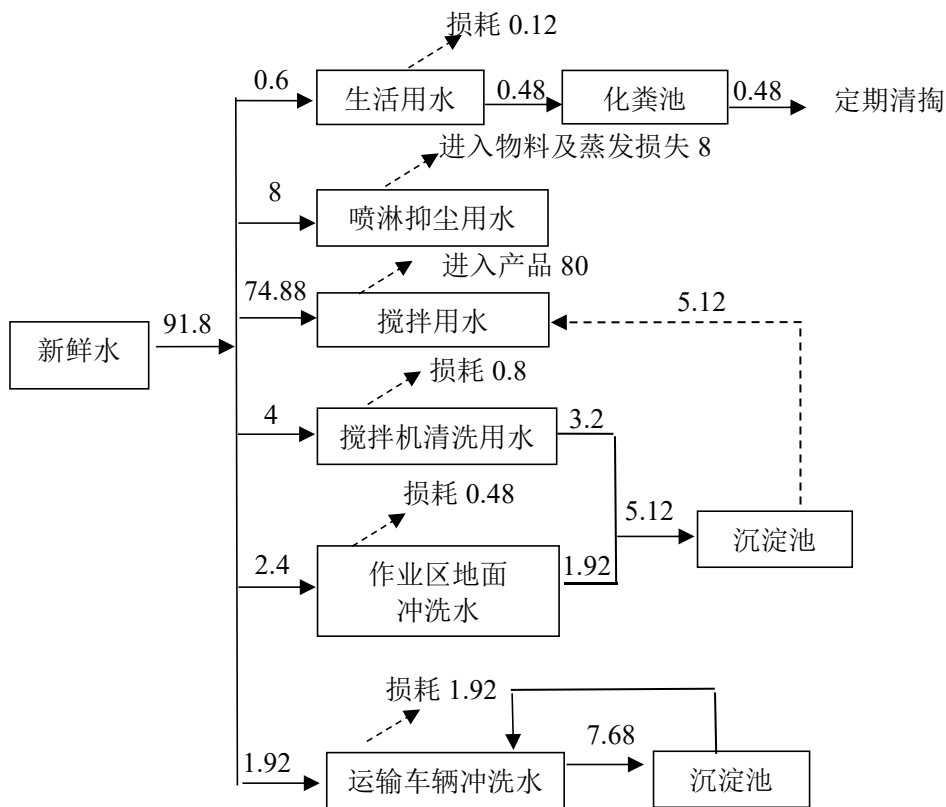 损耗 0.12
0.6
生活用水
0.48
化粪池
0.48
定期清掏
进入物料及蒸发损失 8
8
喷淋抑尘用水
进入产品 80
74.88
搅拌用水
5.12
新鲜水
91.8
损耗 0.8
4
搅拌机清洗用水
3.2
损耗 0.48
5.12
沉淀池
2.4
作业区地面
冲洗水
1.92
损耗 1.92
1.92
运输车辆冲洗水
7.68
沉淀池